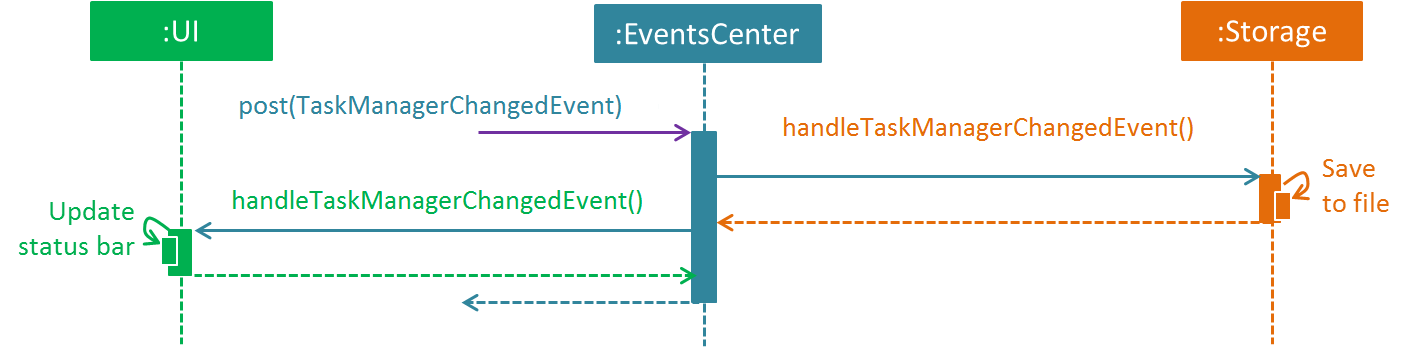 :UI
:EventsCenter
:Storage
post(TaskManagerChangedEvent)
handleTaskManagerChangedEvent()
Save
to file
handleTaskManagerChangedEvent()
Update
status bar